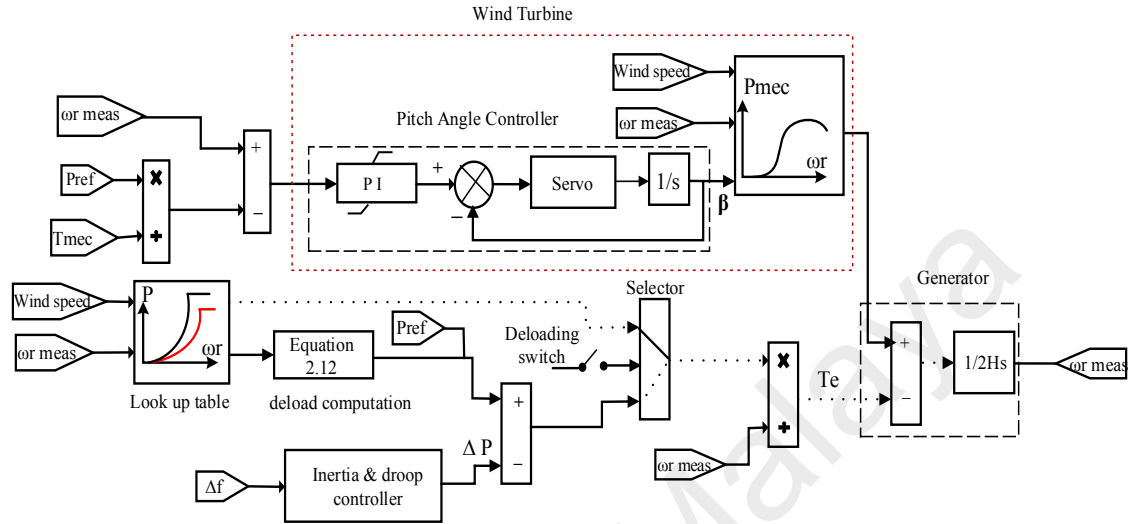 Wind Turbine
Wind speed
ωr meas
Pmec
ωr
ωr meas
Pitch Angle Controller
+
−
Pref
×
Tmec
+
P I
+
−
Servo
1/s
β
Wind speed
ωr meas
P
ωr
Look up table
Equation
2.12
deload computation
Pref
Deloading
switch
Selector
+
−
Δ P
Δf
Inertia & droop
controller
×
+
ωr meas
Te
Generator
+
−
1/2Hs
ωr meas
Malaya